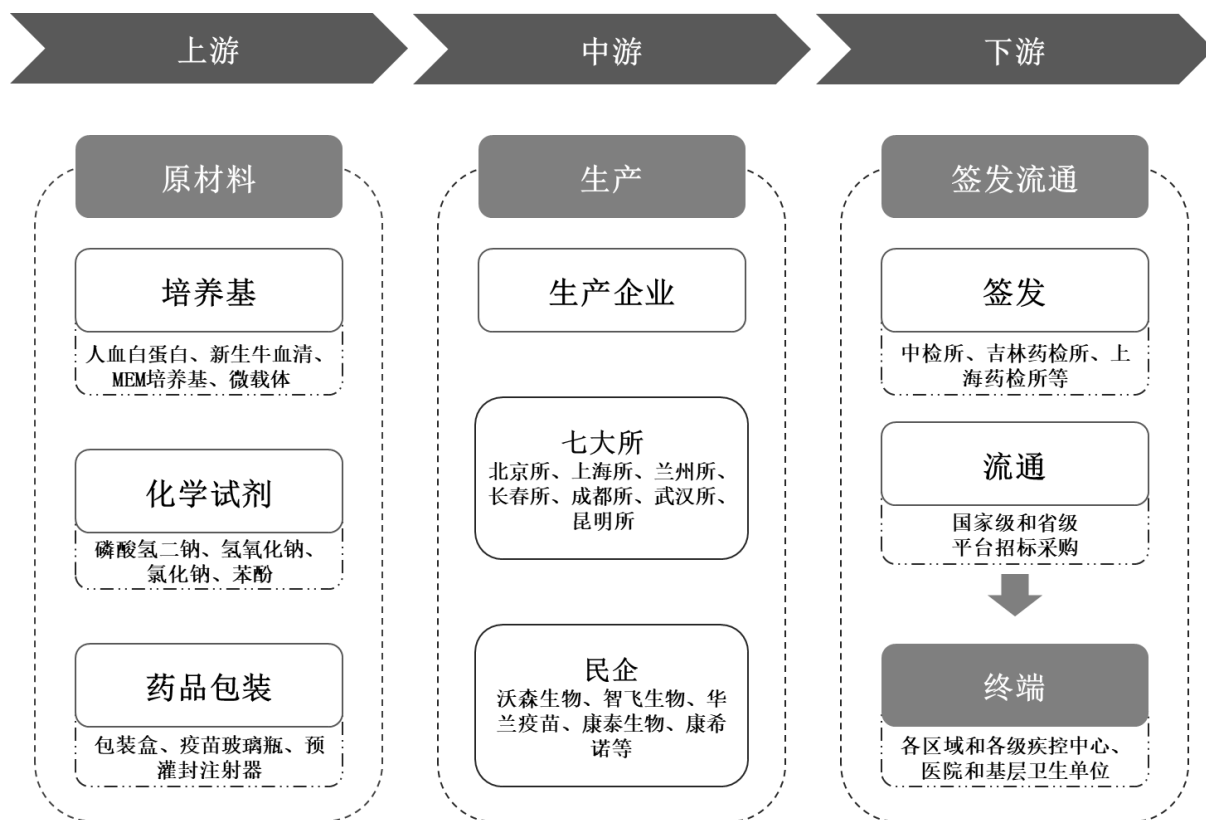 上游
中游
下游
原材料
培养基
人血白蛋白、新生牛血清、
MEM培养基、微载体
化学试剂
磷酸氢二钠、氢氧化钠、
氯化钠、苯酚
药品包装
包装盒、疫苗玻璃瓶、预
灌封注射器
生产
生产企业
七大所
北京所、上海所、兰州所、
长春所、成都所、武汉所、
昆明所
民企
沃森生物、智飞生物、华
兰疫苗、康泰生物、康希
诺等
签发流通
签发
中检所、吉林药检所、上
海药检所等
流通
国家级和省级
平台招标采购
终端
各区域和各级疾控中心、
医院和基层卫生单位